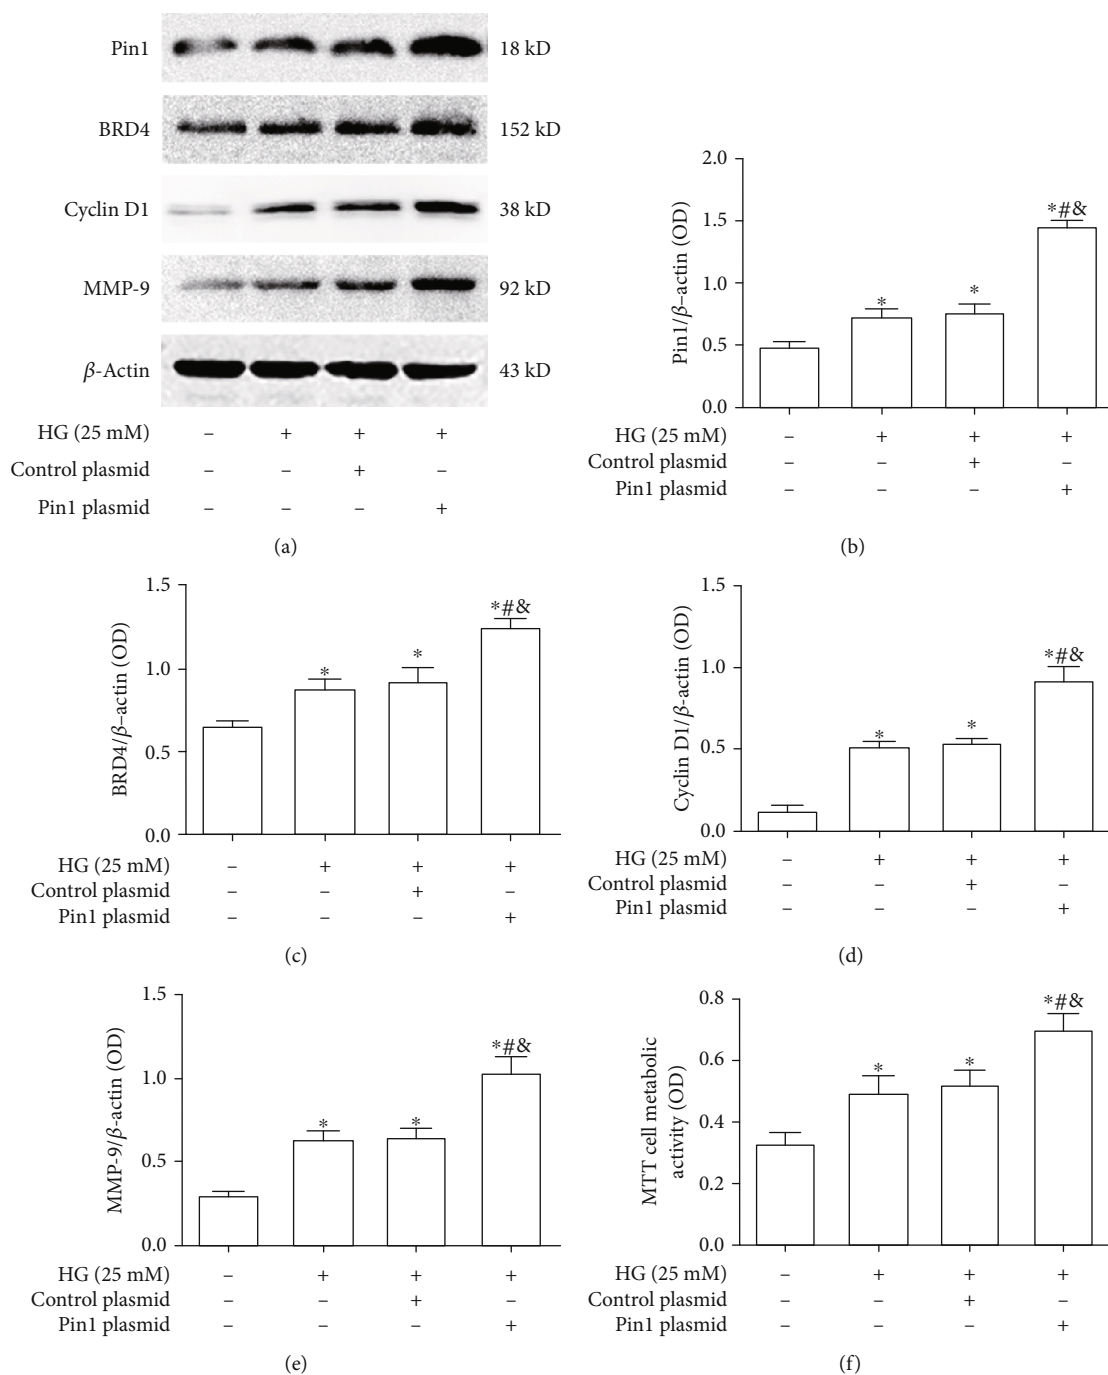 Pin1 18 kD
BRD4 152 kD
Cyclin D1 38 kD
MMP-9 92 kD
β-Actin 43 kD
HG (25 mM) – + + +
Control plasmid – – + –
Pin1 plasmid – – – +
(a)
Pin1/β–actin (OD)
2.0
1.5
1.0
0.5
0.0
*
*
*#&
HG (25 mM) – + + +
Control plasmid – – + –
Pin1 plasmid – – – +
(b)
BRD4/β–actin (OD)
1.5
1.0
0.5
0.0
*
*
*#&
HG (25 mM) – + + +
Control plasmid – – + –
Pin1 plasmid – – – +
(c)
Cyclin D1/β-actin (OD)
1.5
1.0
0.5
0.0
*
*
*#&
HG (25 mM) – + + +
Control plasmid – – + –
Pin1 plasmid – – – +
(d)
MMP-9/β-actin (OD)
1.5
1.0
0.5
0.0
*
*
*#&
HG (25 mM) – + + +
Control plasmid – – + –
Pin1 plasmid – – – +
(e)
MTT cell metabolic
activity (OD)
0.8
0.6
0.4
0.2
0.0
*
*
*#&
HG (25 mM) – + + +
Control plasmid – – + –
Pin1 plasmid – – – +
(f)